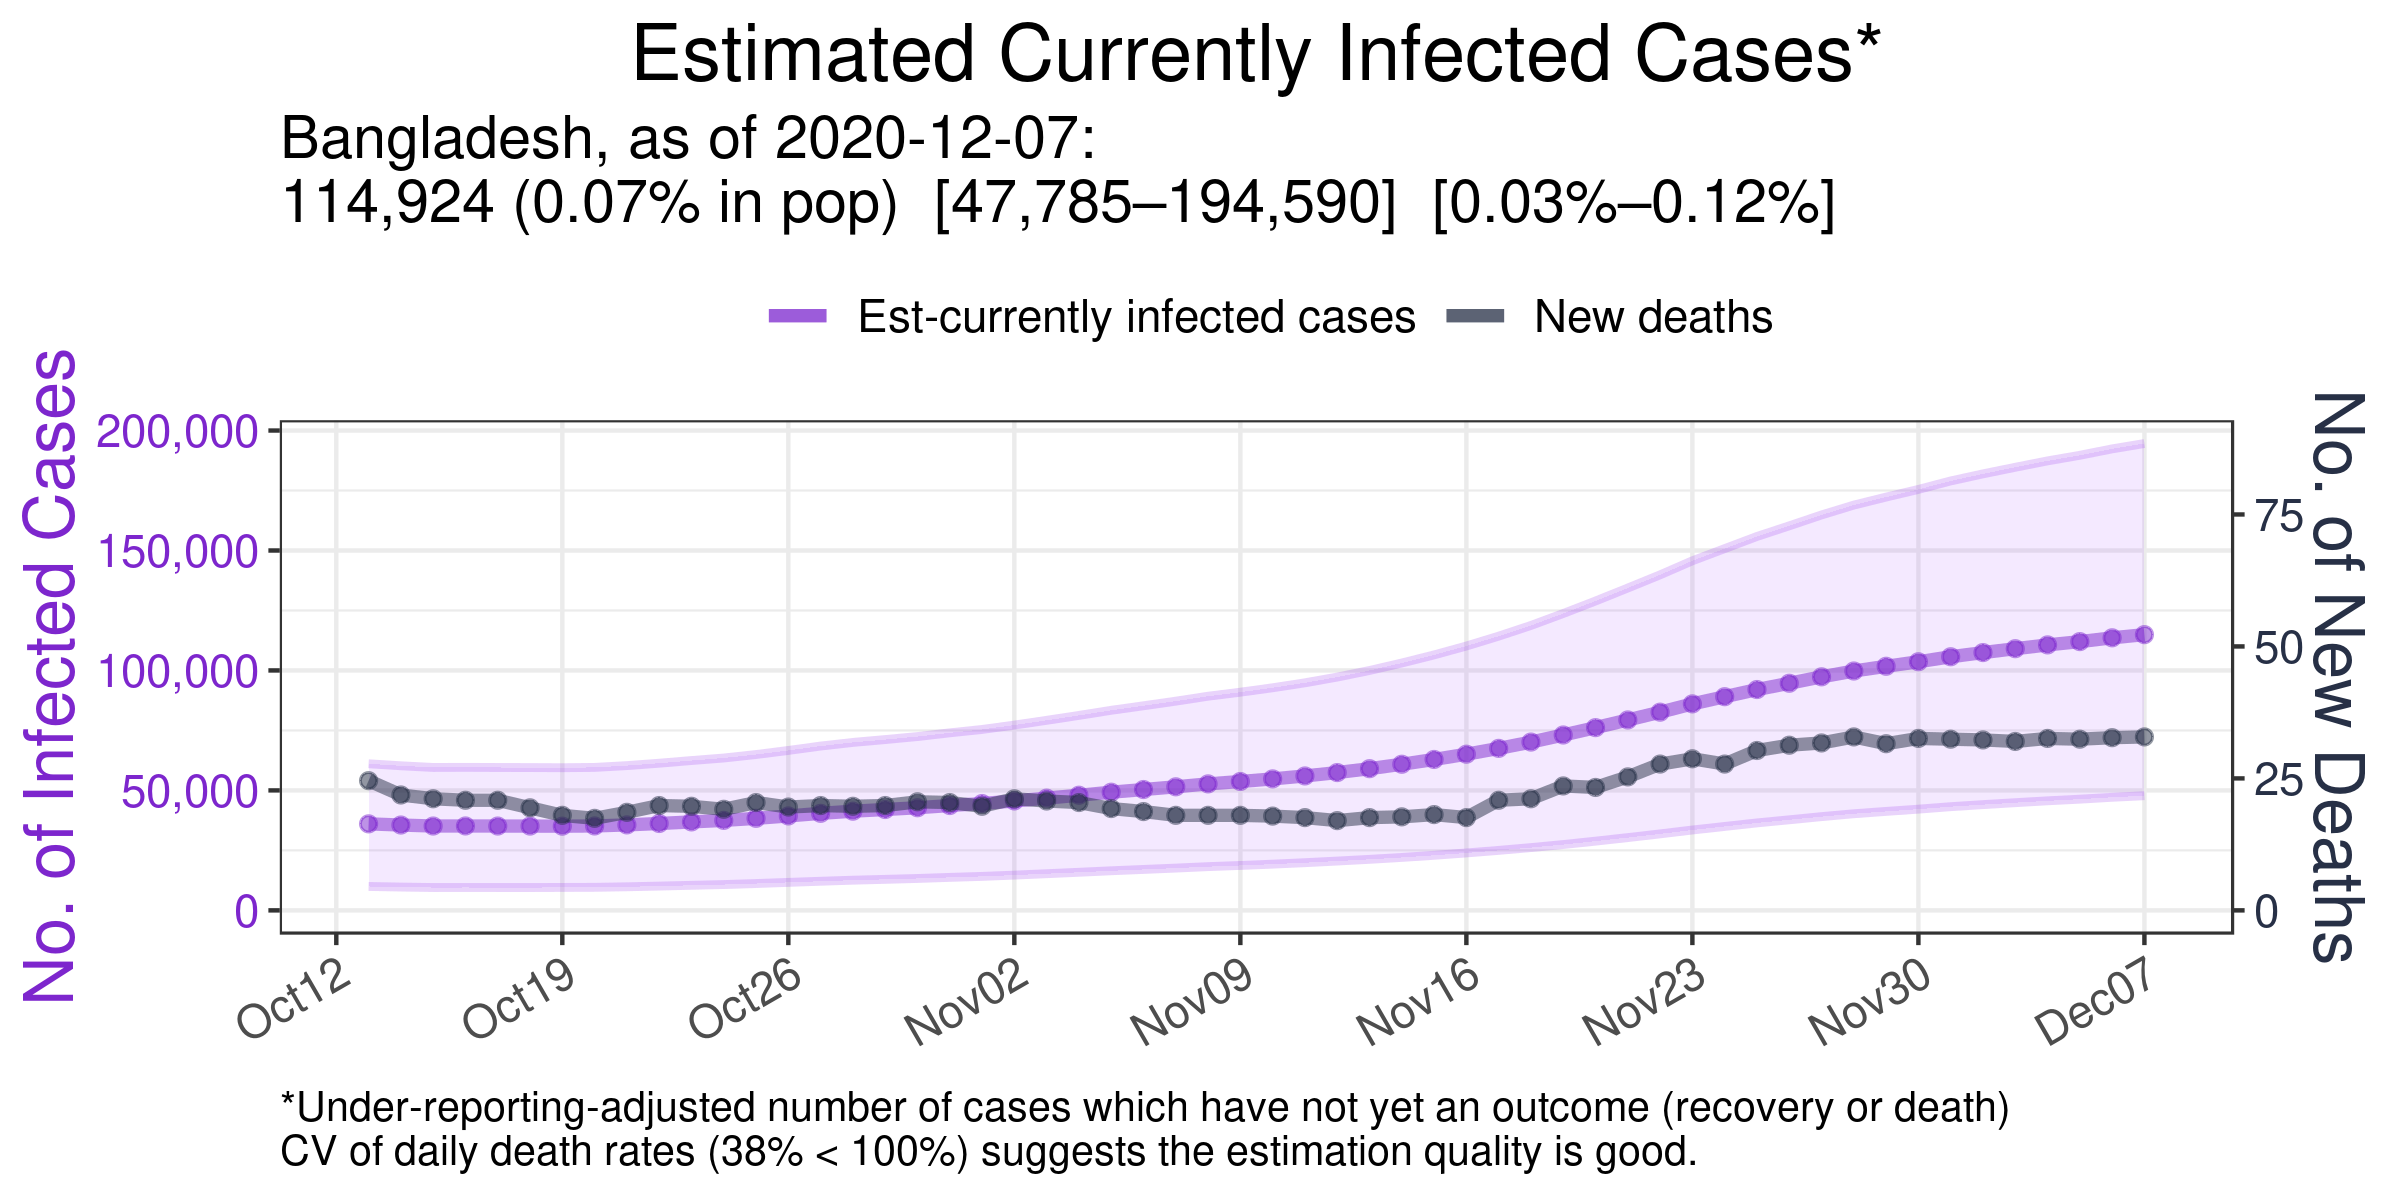 Estimated Currently Infected Cases*
Bangladesh, as of 2020-12-07:
114,924 (0.07% in pop)  [47,785–194,590]  [0.03%–0.12%]
Est-currently infected cases
New deaths
No. of Infected Cases
200,000
150,000
100,000
50,000
0
75
50
25
0
No. of New Deaths
Oct12
Oct19
Oct26
Nov02
Nov09
Nov16
Nov23
Nov30
Dec07
*Under-reporting-adjusted number of cases which have not yet an outcome (recovery or death)
CV of daily death rates (38% < 100%) suggests the estimation quality is good.